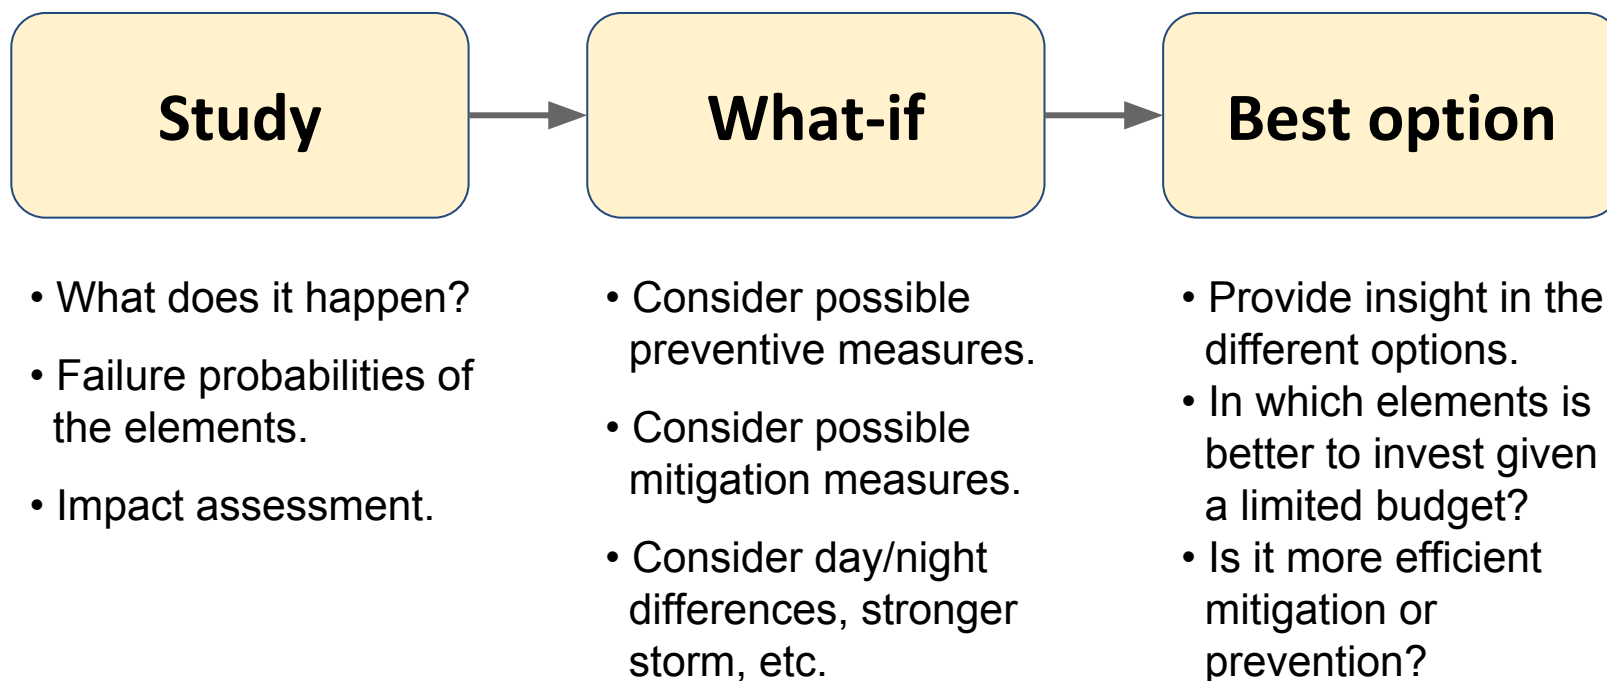 Study
What-if
Best option
• What does it happen?
• Failure probabilities of
the elements.
• Impact assessment.
• Consider possible
preventive measures.
• Consider possible
mitigation measures.
• Consider day/night
differences, stronger
storm, etc.
• Provide insight in the
different options.
• In which elements is
better to invest given
a limited budget?
• Is it more efficient
mitigation or
prevention?